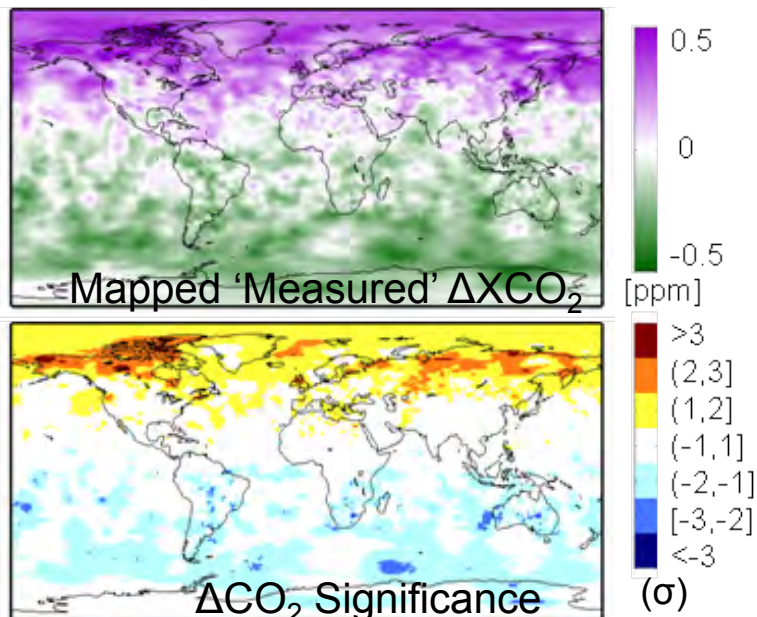 0.5
0
-0.5
Mapped ‘Measured’ ΔXCO₂
[ppm]
>3
(2,3]
(1,2]
(-1,1]
(-2,-1]
[-3,-2]
<-3
ΔCO₂ Significance
(σ)